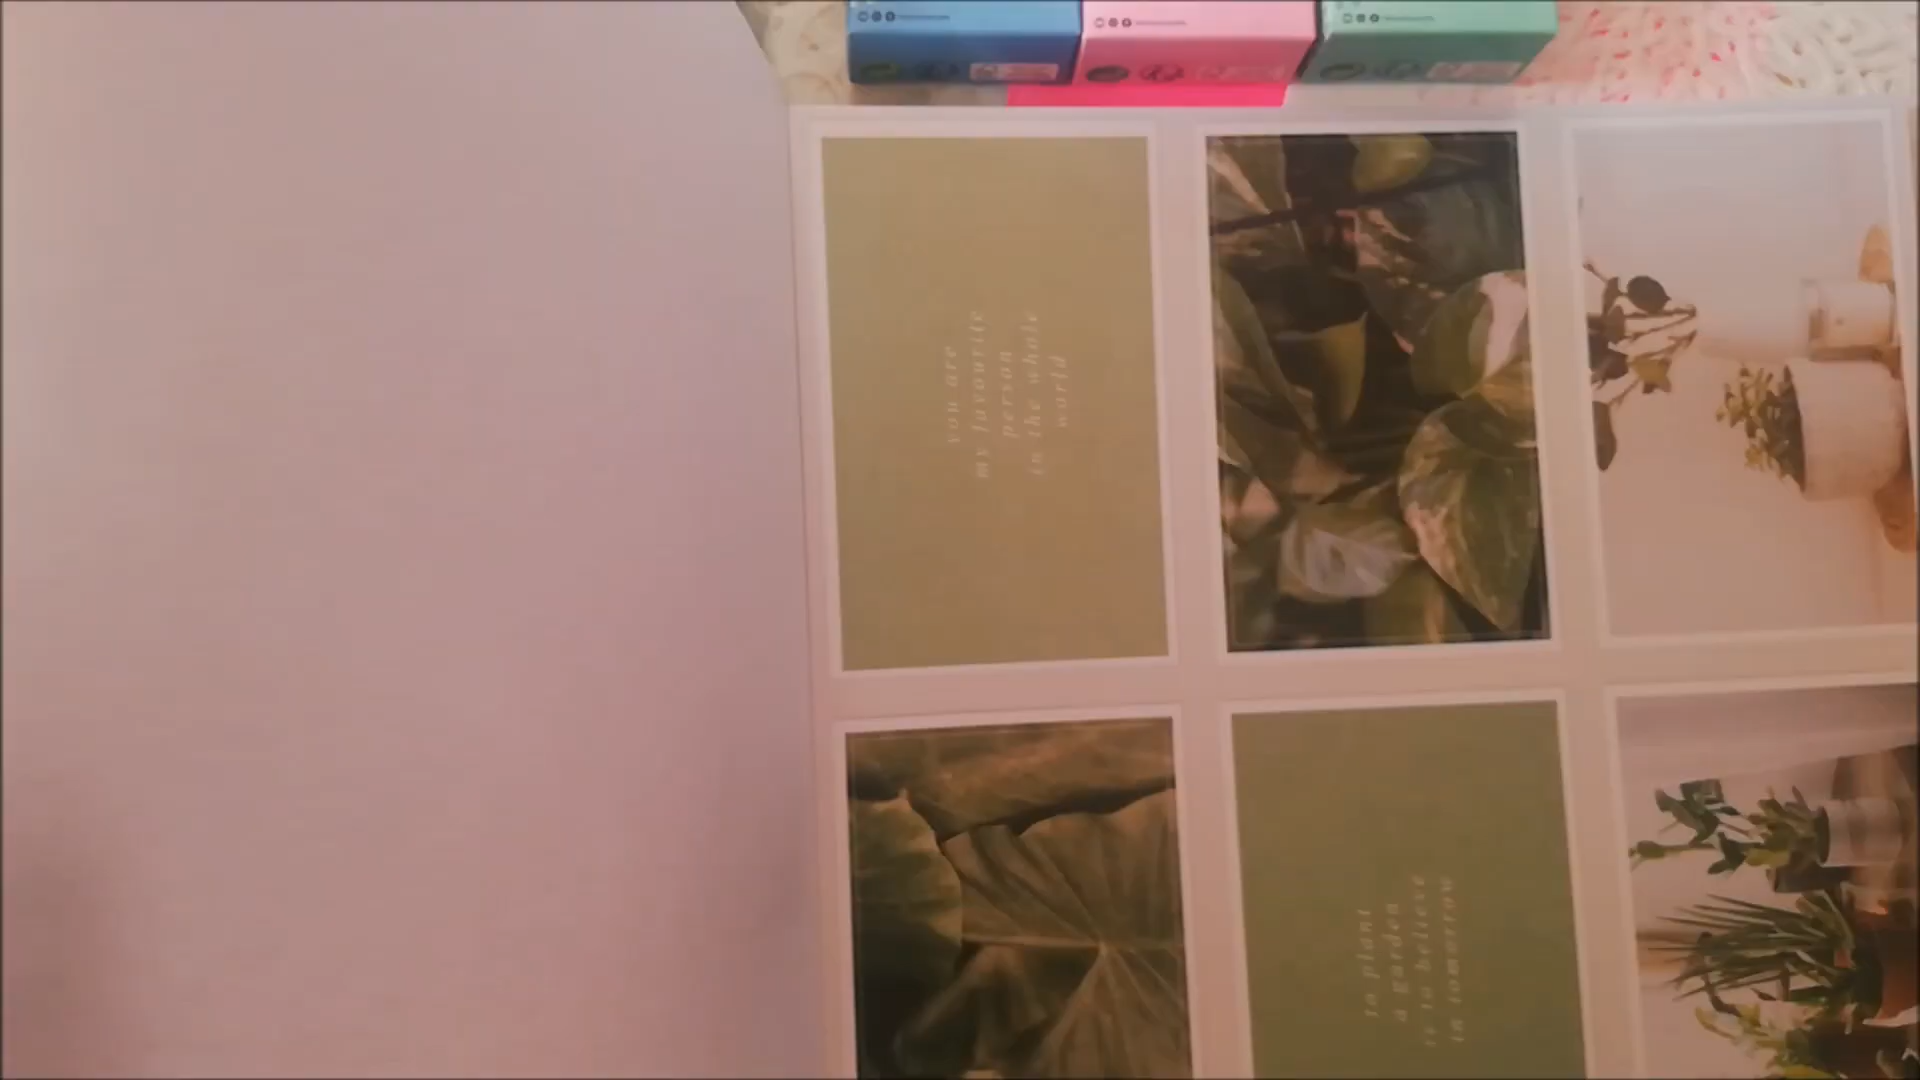 you are
my favourite
person
in the whole
world
to plant
a garden
is to believe
in tomorrow